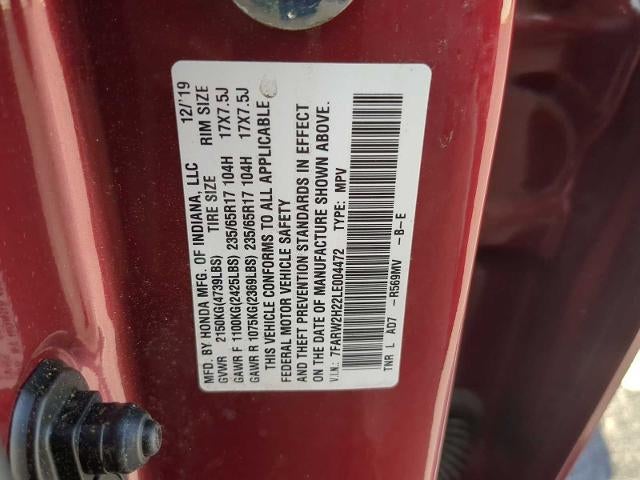 MFD. BY HONDA MFG. OF INDIANA, LLC 12/'19
GVWR 2150KG(4739LBS) TIRE SIZE RIM SIZE
GAWR F 1100KG(2425LBS) 235/65R17 104H 17X7.5J
GAWR R 1075KG(2369LBS) 235/65R17 104H 17X7.5J
THIS VEHICLE CONFORMS TO ALL APPLICABLE
FEDERAL MOTOR VEHICLE SAFETY
AND THEFT PREVENTION STANDARDS IN EFFECT
ON THE DATE OF MANUFACTURE SHOWN ABOVE.
V.I.N.: 7FARW2H22LE004472 TYPE: MPV
TNR L AD7 -R569MV -B-E